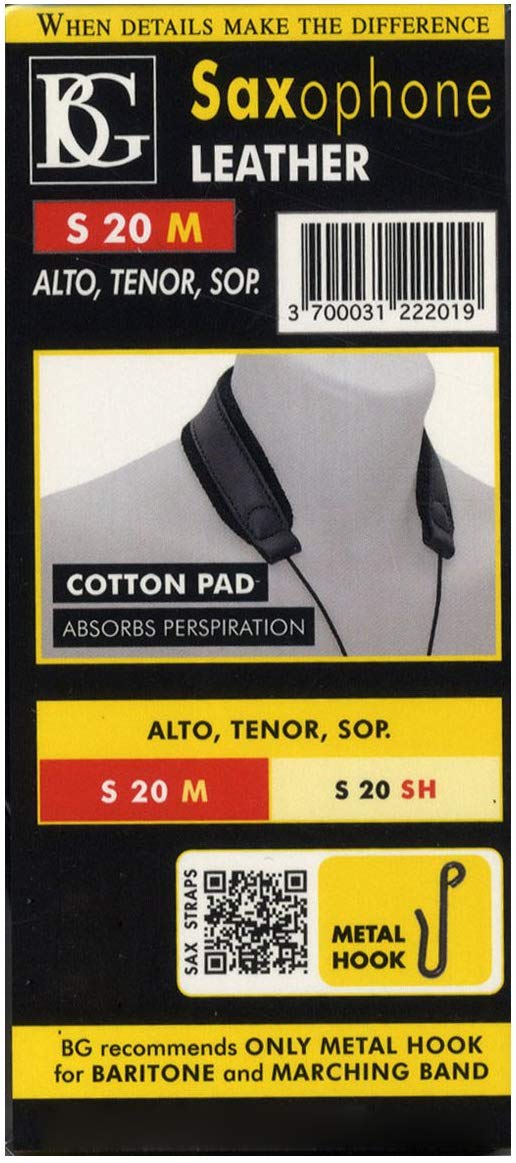 WHEN DETAILS MAKE THE DIFFERENCE
BG
Saxophone
LEATHER
S 20 M
ALTO, TENOR, SOP.
3 700031 222019
COTTON PAD
ABSORBS PERSPIRATION
ALTO, TENOR, SOP.
S 20 M
S 20 SH
SAX STRAPS
METAL
HOOK
BG recommends ONLY METAL HOOK
for BARITONE and MARCHING BAND